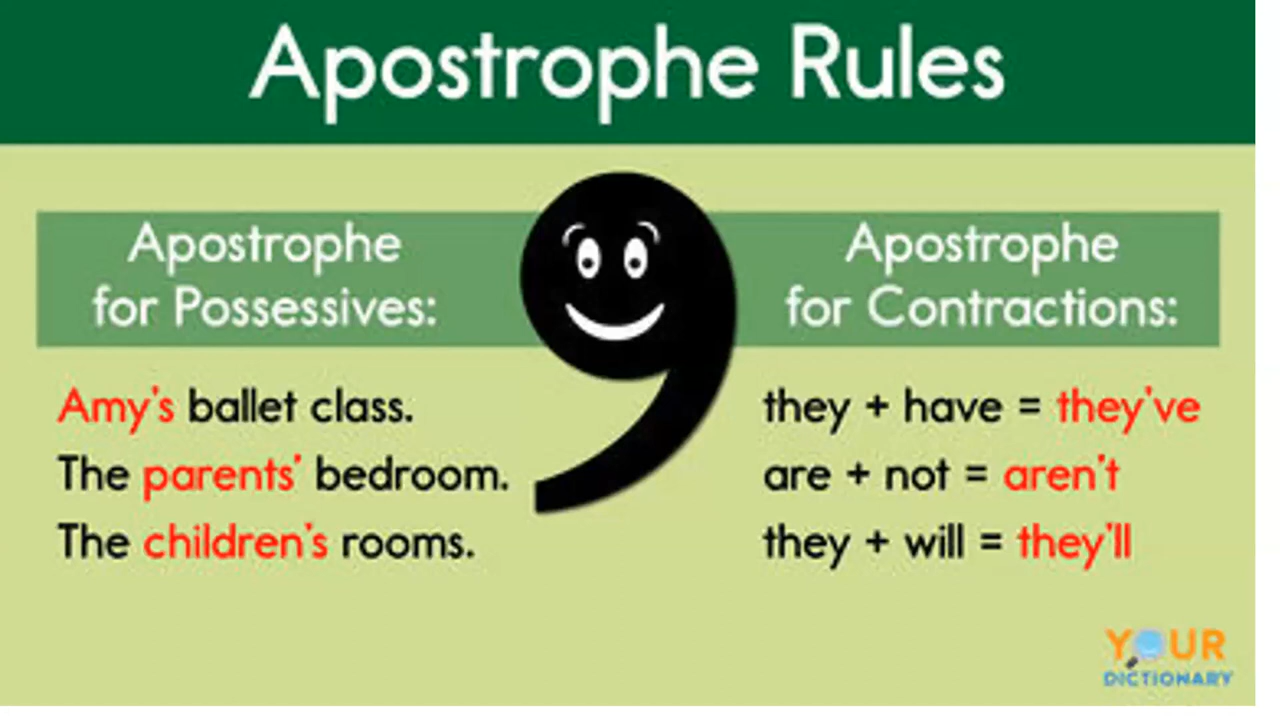 Apostrophe Rules
Apostrophe
for Possessives:
Amy's ballet class.
The parents' bedroom.
The children's rooms.
Apostrophe
for Contractions:
they + have = they've
are + not = aren't
they + will = they'll
YOUR
DICTIONARY